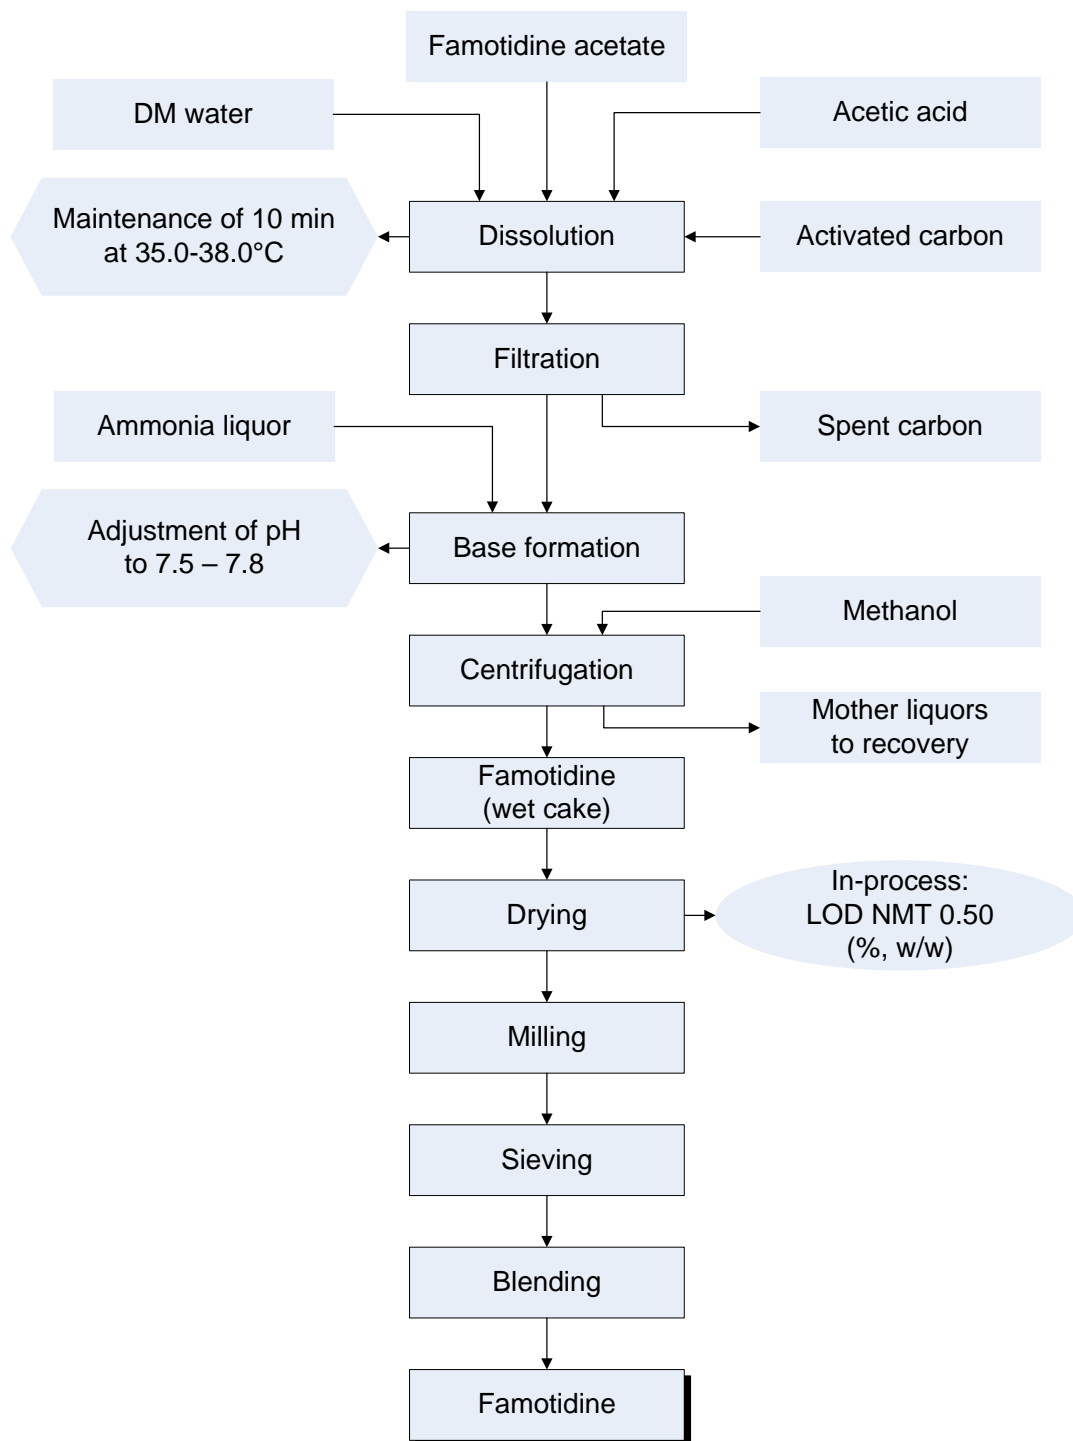 Famotidine acetate
DM water
Acetic acid
Maintenance of 10 min
at 35.0-38.0°C
Dissolution
Activated carbon
Filtration
Ammonia liquor
Spent carbon
Adjustment of pH
to 7.5 – 7.8
Base formation
Methanol
Centrifugation
Mother liquors
to recovery
Famotidine
(wet cake)
Drying
In-process:
LOD NMT 0.50
(%, w/w)
Milling
Sieving
Blending
Famotidine